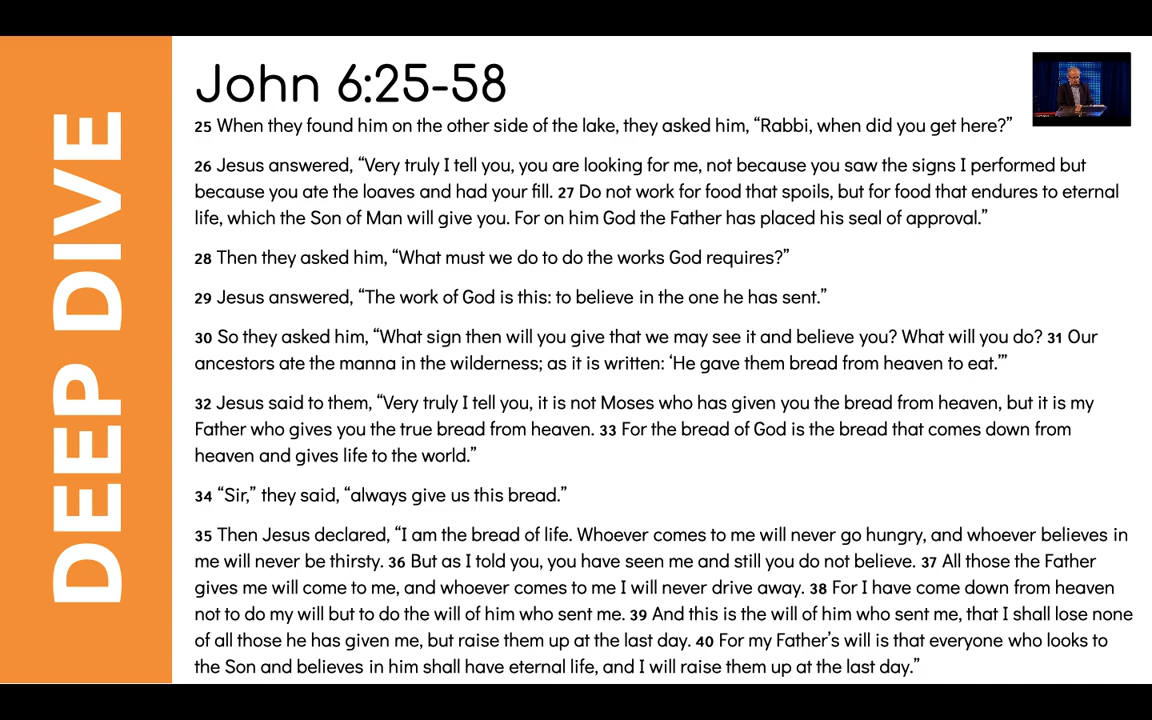 DEEP DIVE
John 6:25-58
25 When they found him on the other side of the lake, they asked him, “Rabbi, when did you get here?”
26 Jesus answered, “Very truly I tell you, you are looking for me, not because you saw the signs I performed but
because you ate the loaves and had your fill. 27 Do not work for food that spoils, but for food that endures to eternal
life, which the Son of Man will give you. For on him God the Father has placed his seal of approval.”
28 Then they asked him, “What must we do to do the works God requires?”
29 Jesus answered, “The work of God is this: to believe in the one he has sent.”
30 So they asked him, “What sign then will you give that we may see it and believe you? What will you do? 31 Our
ancestors ate the manna in the wilderness; as it is written: ‘He gave them bread from heaven to eat.’”
32 Jesus said to them, “Very truly I tell you, it is not Moses who has given you the bread from heaven, but it is my
Father who gives you the true bread from heaven. 33 For the bread of God is the bread that comes down from
heaven and gives life to the world.”
34 “Sir,” they said, “always give us this bread.”
35 Then Jesus declared, “I am the bread of life. Whoever comes to me will never go hungry, and whoever believes in
me will never be thirsty. 36 But as I told you, you have seen me and still you do not believe. 37 All those the Father
gives me will come to me, and whoever comes to me I will never drive away. 38 For I have come down from heaven
not to do my will but to do the will of him who sent me. 39 And this is the will of him who sent me, that I shall lose none
of all those he has given me, but raise them up at the last day. 40 For my Father’s will is that everyone who looks to
the Son and believes in him shall have eternal life, and I will raise them up at the last day.”